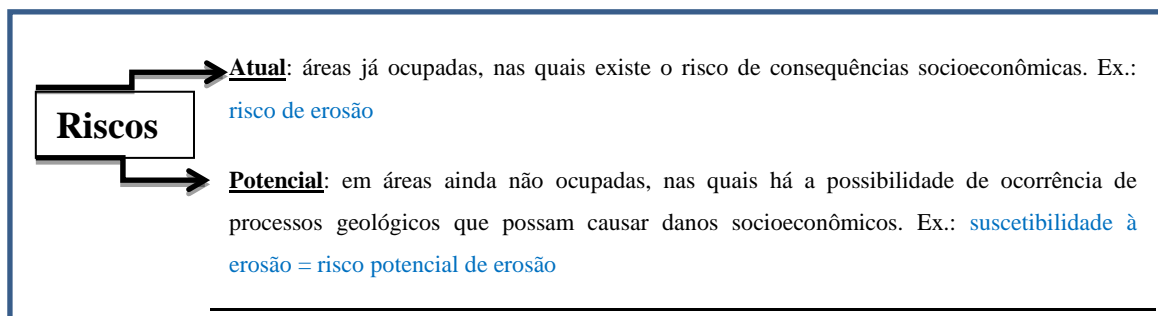 Atual: áreas já ocupadas, nas quais existe o risco de consequências socioeconômicas. Ex.:
risco de erosão
Riscos
Potencial: em áreas ainda não ocupadas, nas quais há a possibilidade de ocorrência de
processos geológicos que possam causar danos socioeconômicos. Ex.: suscetibilidade à
erosão = risco potencial de erosão